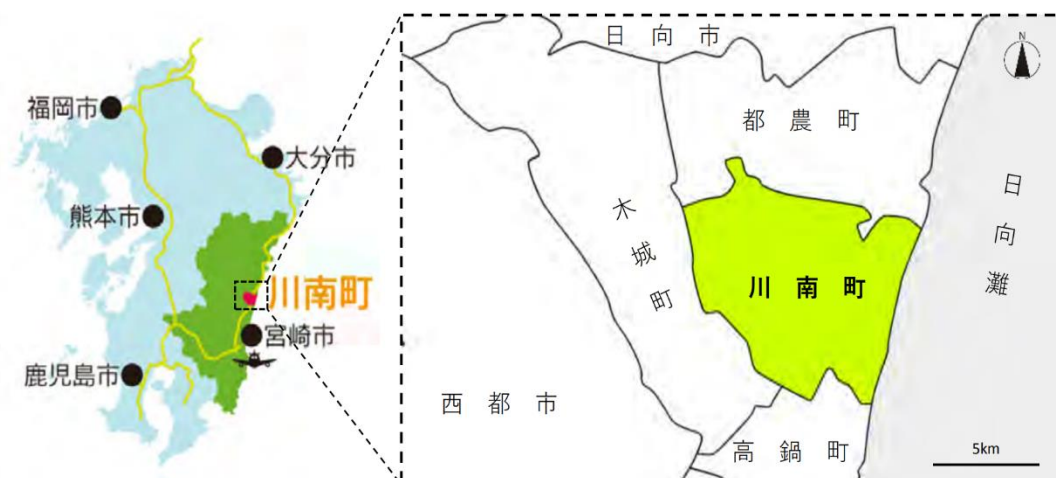 福岡市
大分市
熊本市
川南町
宮崎市
鹿児島市
日向市
N
都農町
日向灘
木城町
川南町
西都市
高鍋町
5km